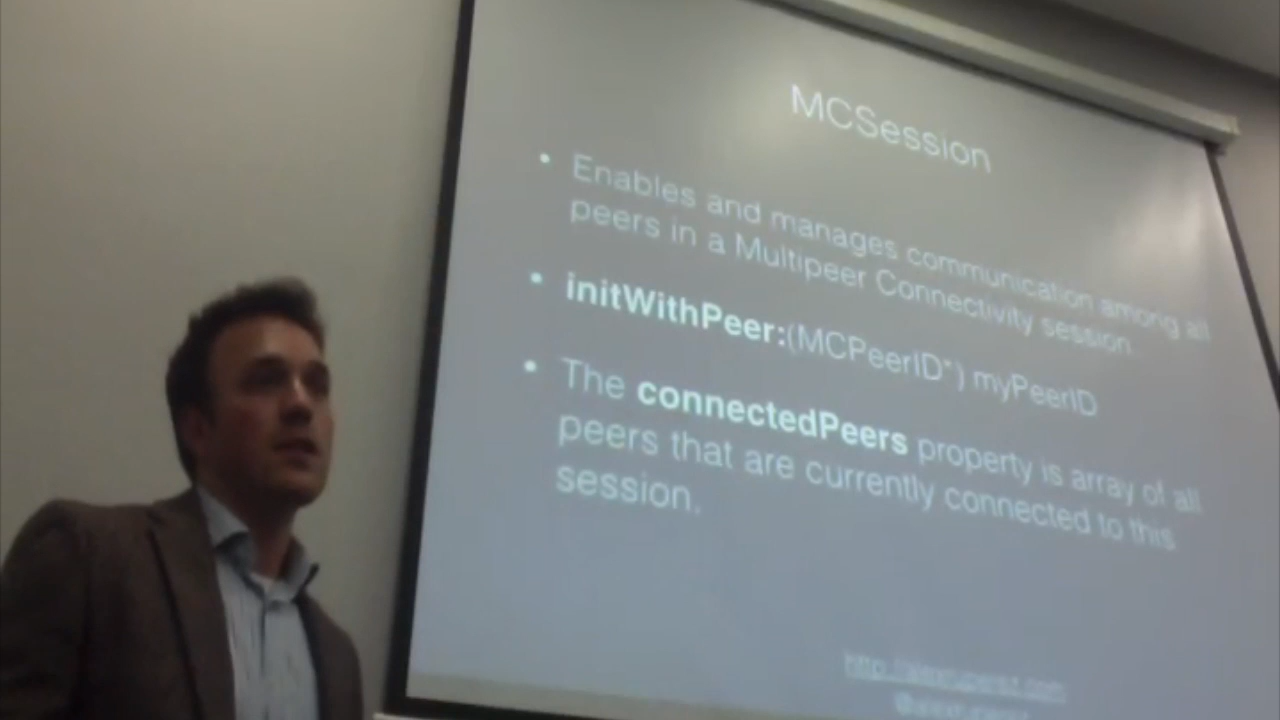 MCSession
• Enables and manages communication among all
peers in a Multipeer Connectivity session.
• initWithPeer:(MCPeerID*) myPeerID
• The connectedPeers property is array of all
peers that are currently connected to this
session.